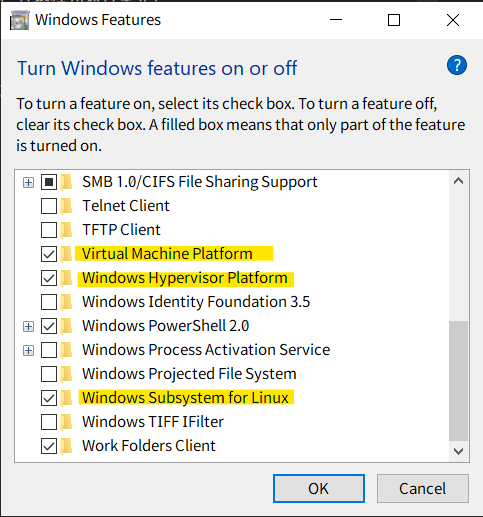 Windows Features
Turn Windows features on or off
?
To turn a feature on, select its check box. To turn a feature off,
clear its check box. A filled box means that only part of the feature
is turned on.
SMB 1.0/CIFS File Sharing Support
Telnet Client
TFTP Client
Virtual Machine Platform
Windows Hypervisor Platform
Windows Identity Foundation 3.5
Windows PowerShell 2.0
Windows Process Activation Service
Windows Projected File System
Windows Subsystem for Linux
Windows TIFF IFilter
Work Folders Client
OK Cancel